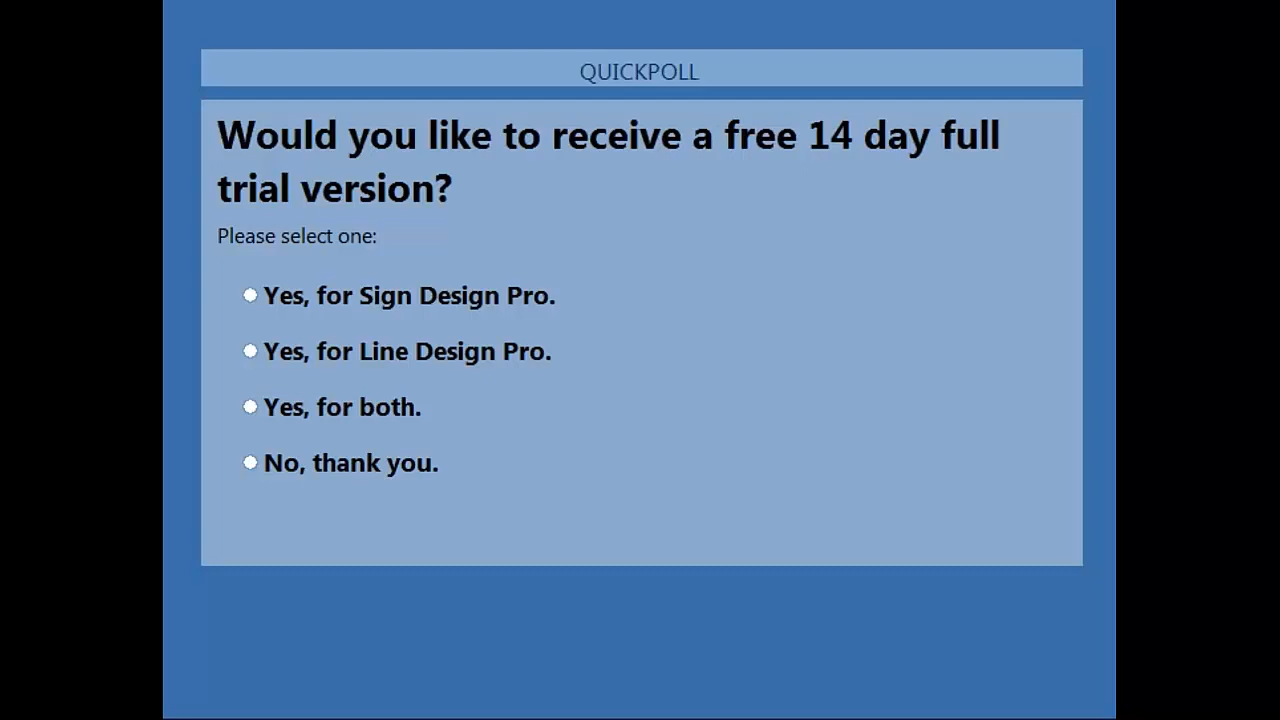 QUICKPOLL
Would you like to receive a free 14 day full
trial version?
Please select one:
Yes, for Sign Design Pro.
Yes, for Line Design Pro.
Yes, for both.
No, thank you.